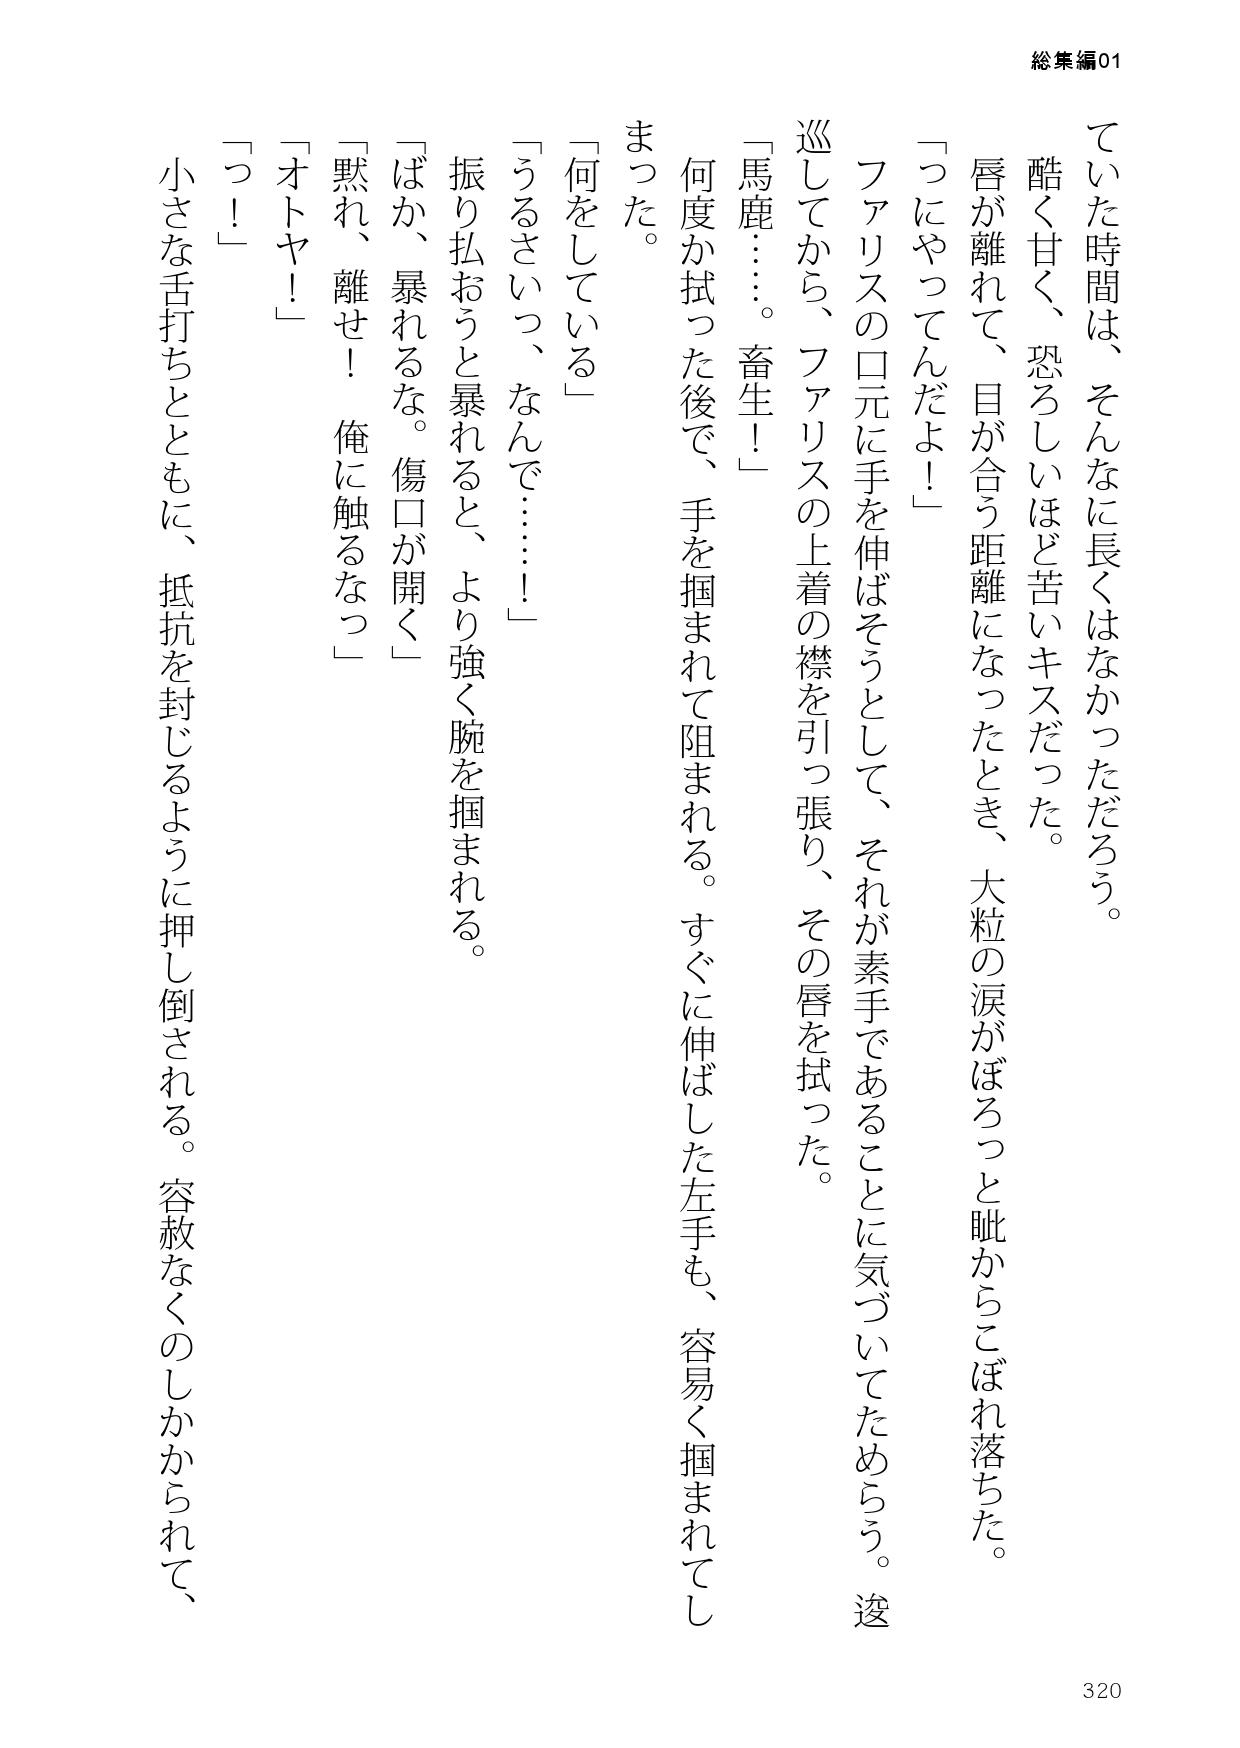 総集編01
ていた時間は、そんなに長くはなかっただろう。
酷く甘く、恐ろしいほど苦いキスだった。
唇が離れて、目が合う距離になったとき、大粒の涙がぼろっと眦からこぼれ落ちた。
「っにやってんだよ！」
ファリスの口元に手を伸ばそうとして、それが素手であることに気づいてためらう。逡
巡してから、ファリスの上着の襟を引っ張り、その唇を拭った。
「馬鹿……。畜生！」
何度か拭った後で、手を掴まれて阻まれる。すぐに伸ばした左手も、容易く掴まれてし
まった。
「何をしている」
「うるさいっ、なんで……！」
振り払おうと暴れると、より強く腕を掴まれる。
「ばか、暴れるな。傷口が開く」
「黙れ、離せ！　俺に触るなっ」
「オトヤ！」
「っ！」
小さな舌打ちとともに、抵抗を封じるように押し倒される。容赦なくのしかかられて、
320